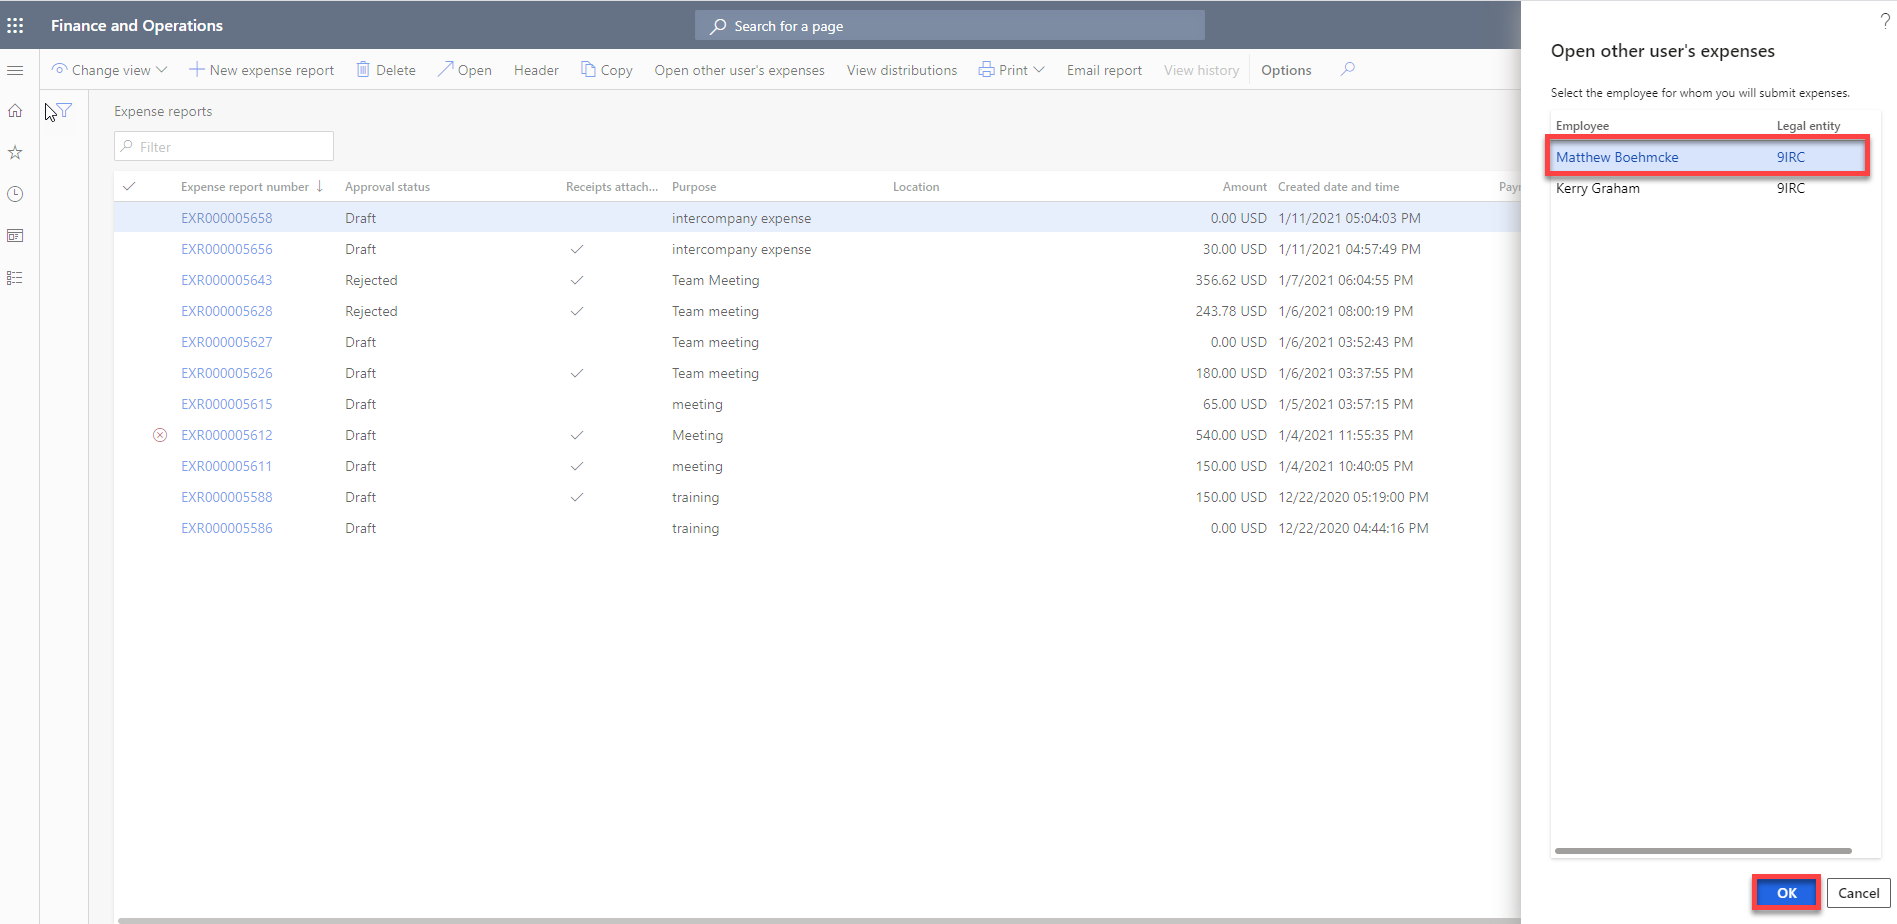 Finance and Operations
Search for a page
?
Change view New expense report Delete Open Header Copy Open other user's expenses View distributions Print Email report View history Options
Expense reports
Filter
Expense report number Approval status Receipts attach... Purpose Location Amount Created date and time
EXR000005658 Draft intercompany expense 0.00 USD 1/11/2021 05:04:03 PM
EXR000005656 Draft intercompany expense 30.00 USD 1/11/2021 04:57:49 PM
EXR000005643 Rejected Team Meeting 356.62 USD 1/7/2021 06:04:55 PM
EXR000005628 Rejected Team meeting 243.78 USD 1/6/2021 08:00:19 PM
EXR000005627 Draft Team meeting 0.00 USD 1/6/2021 03:52:43 PM
EXR000005626 Draft Team meeting 180.00 USD 1/6/2021 03:37:55 PM
EXR000005615 Draft meeting 65.00 USD 1/5/2021 03:57:15 PM
EXR000005612 Draft Meeting 540.00 USD 1/4/2021 11:55:35 PM
EXR000005611 Draft meeting 150.00 USD 1/4/2021 10:40:05 PM
EXR000005588 Draft training 150.00 USD 12/22/2020 05:19:00 PM
EXR000005586 Draft training 0.00 USD 12/22/2020 04:44:16 PM
Open other user's expenses
Select the employee for whom you will submit expenses.
Employee Legal entity
Matthew Boehmcke 9IRC
Kerry Graham 9IRC
OK Cancel